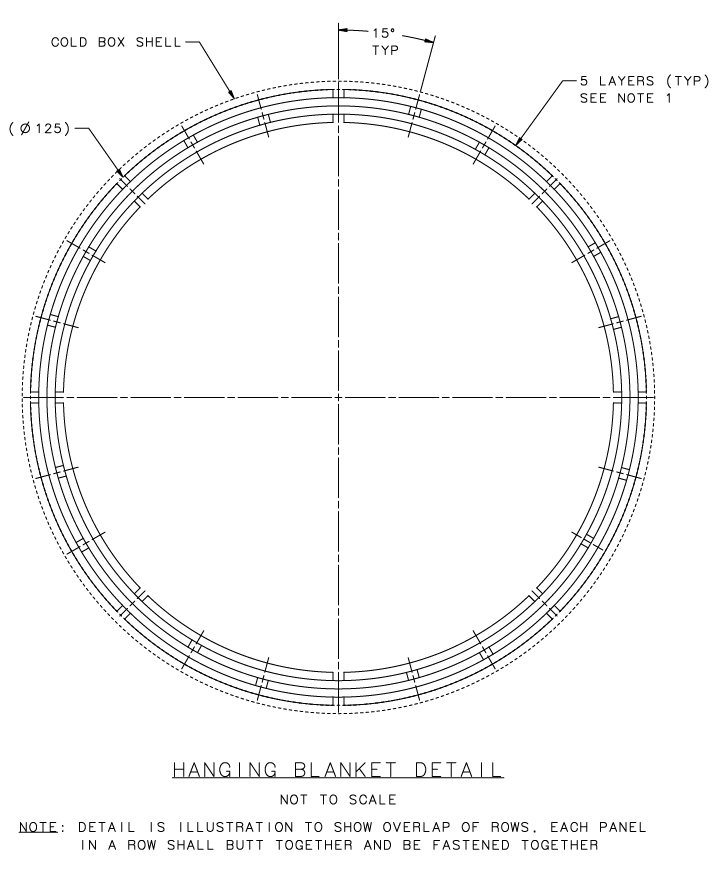 COLD BOX SHELL
15°
TYP
5 LAYERS (TYP)
SEE NOTE 1
(Ø125)
HANGING BLANKET DETAIL
NOT TO SCALE
NOTE: DETAIL IS ILLUSTRATION TO SHOW OVERLAP OF ROWS, EACH PANEL
IN A ROW SHALL BUTT TOGETHER AND BE FASTENED TOGETHER